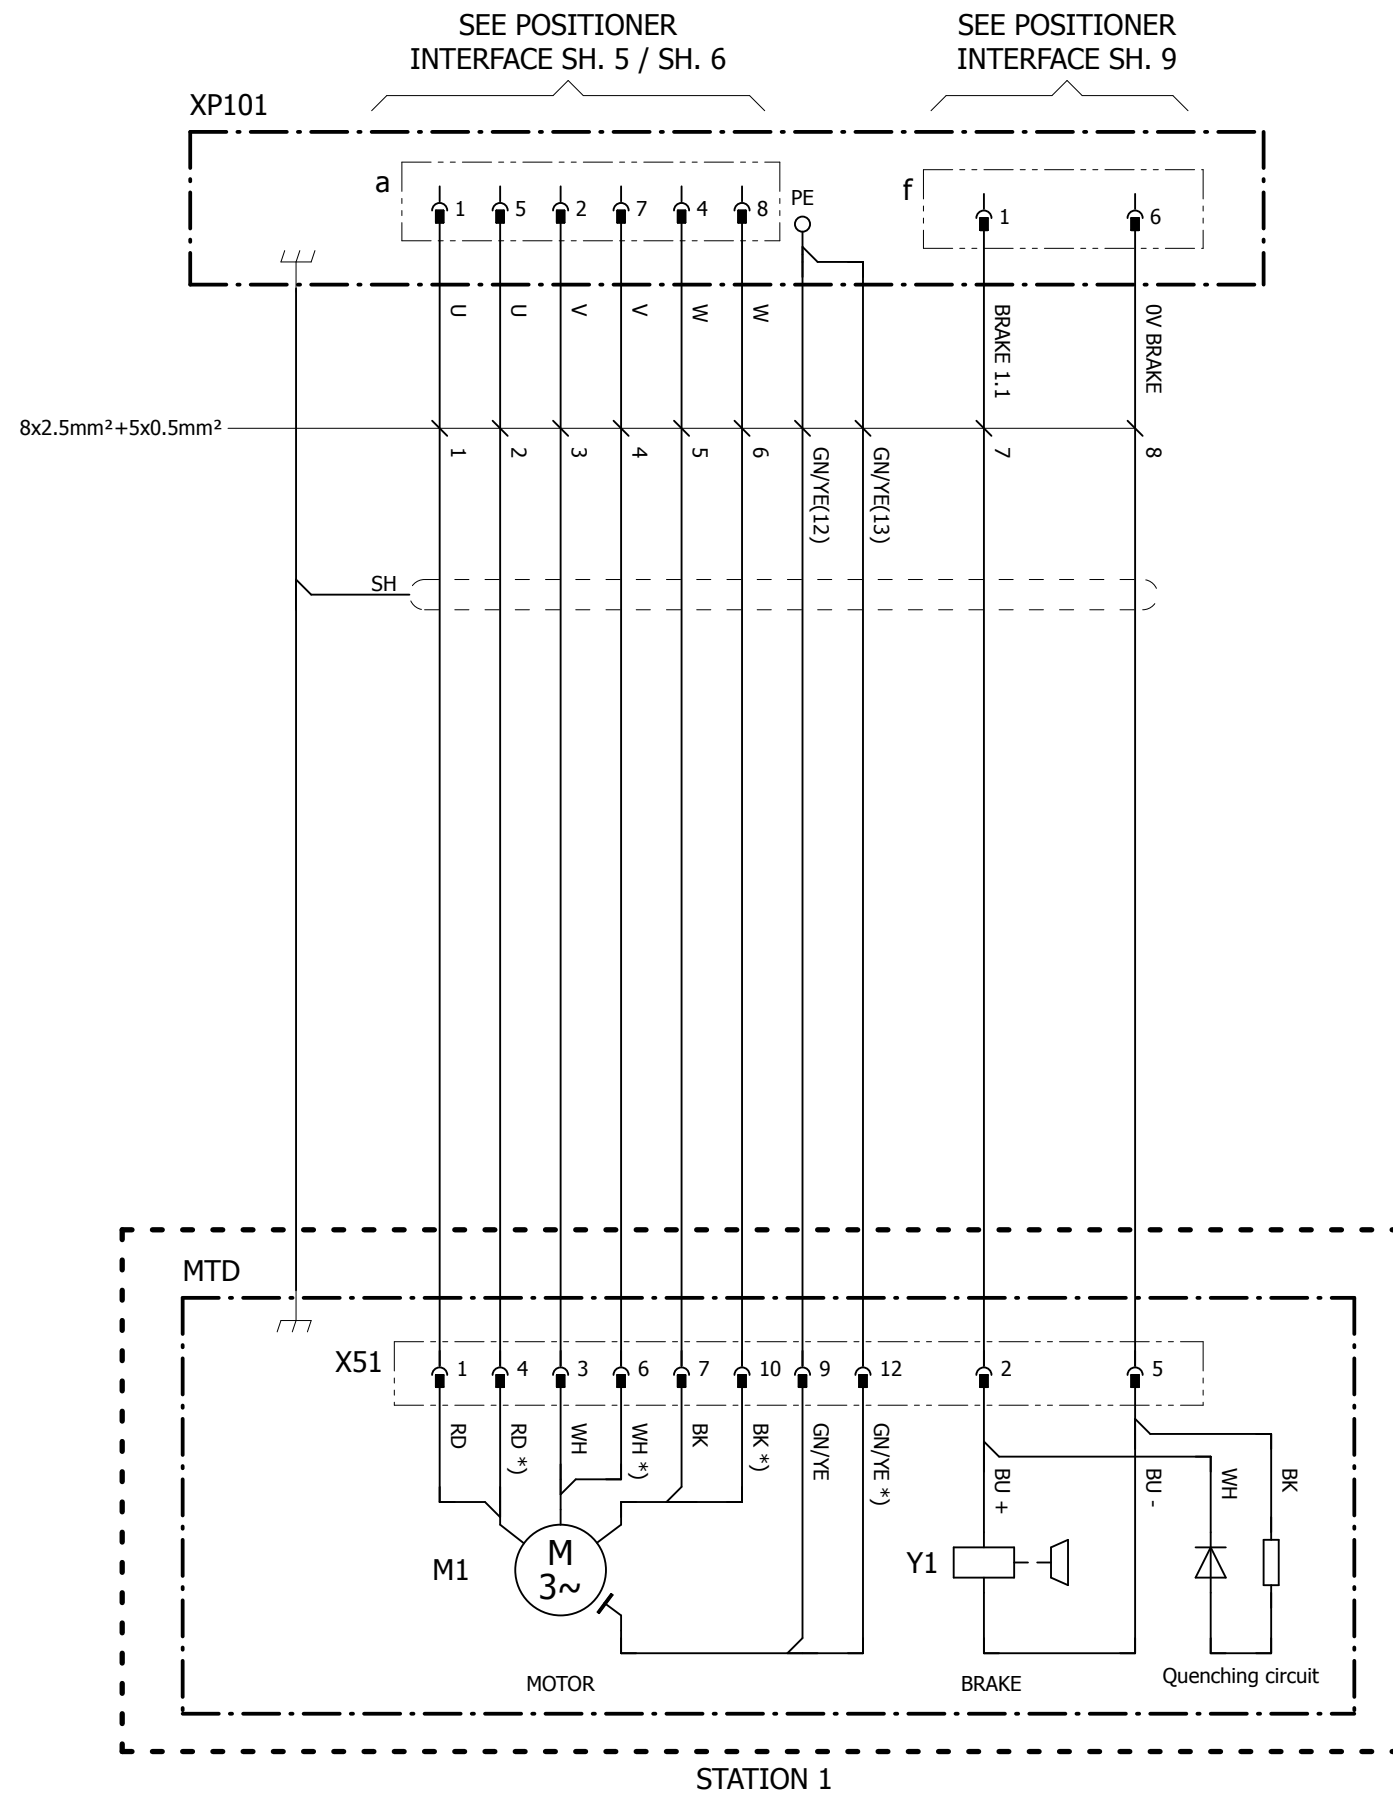 SEE POSITIONER
INTERFACE SH. 5 / SH. 6
SEE POSITIONER
INTERFACE SH. 9
XP101
a
1
5
2
7
4
8
PE
f
1
6
U
U
V
V
W
W
BRAKE 1.1
0V BRAKE
8x2.5mm²+5x0.5mm²
1
2
3
4
5
6
GN/YE(12)
GN/YE(13)
7
8
SH
MTD
X51
1
4
3
6
7
10
9
12
2
5
RD
RD *)
WH
WH *)
BK
BK *)
GN/YE
GN/YE *)
BU +
BU -
WH
BK
M1
M
3~
Y1
MOTOR
BRAKE
Quenching circuit
STATION 1